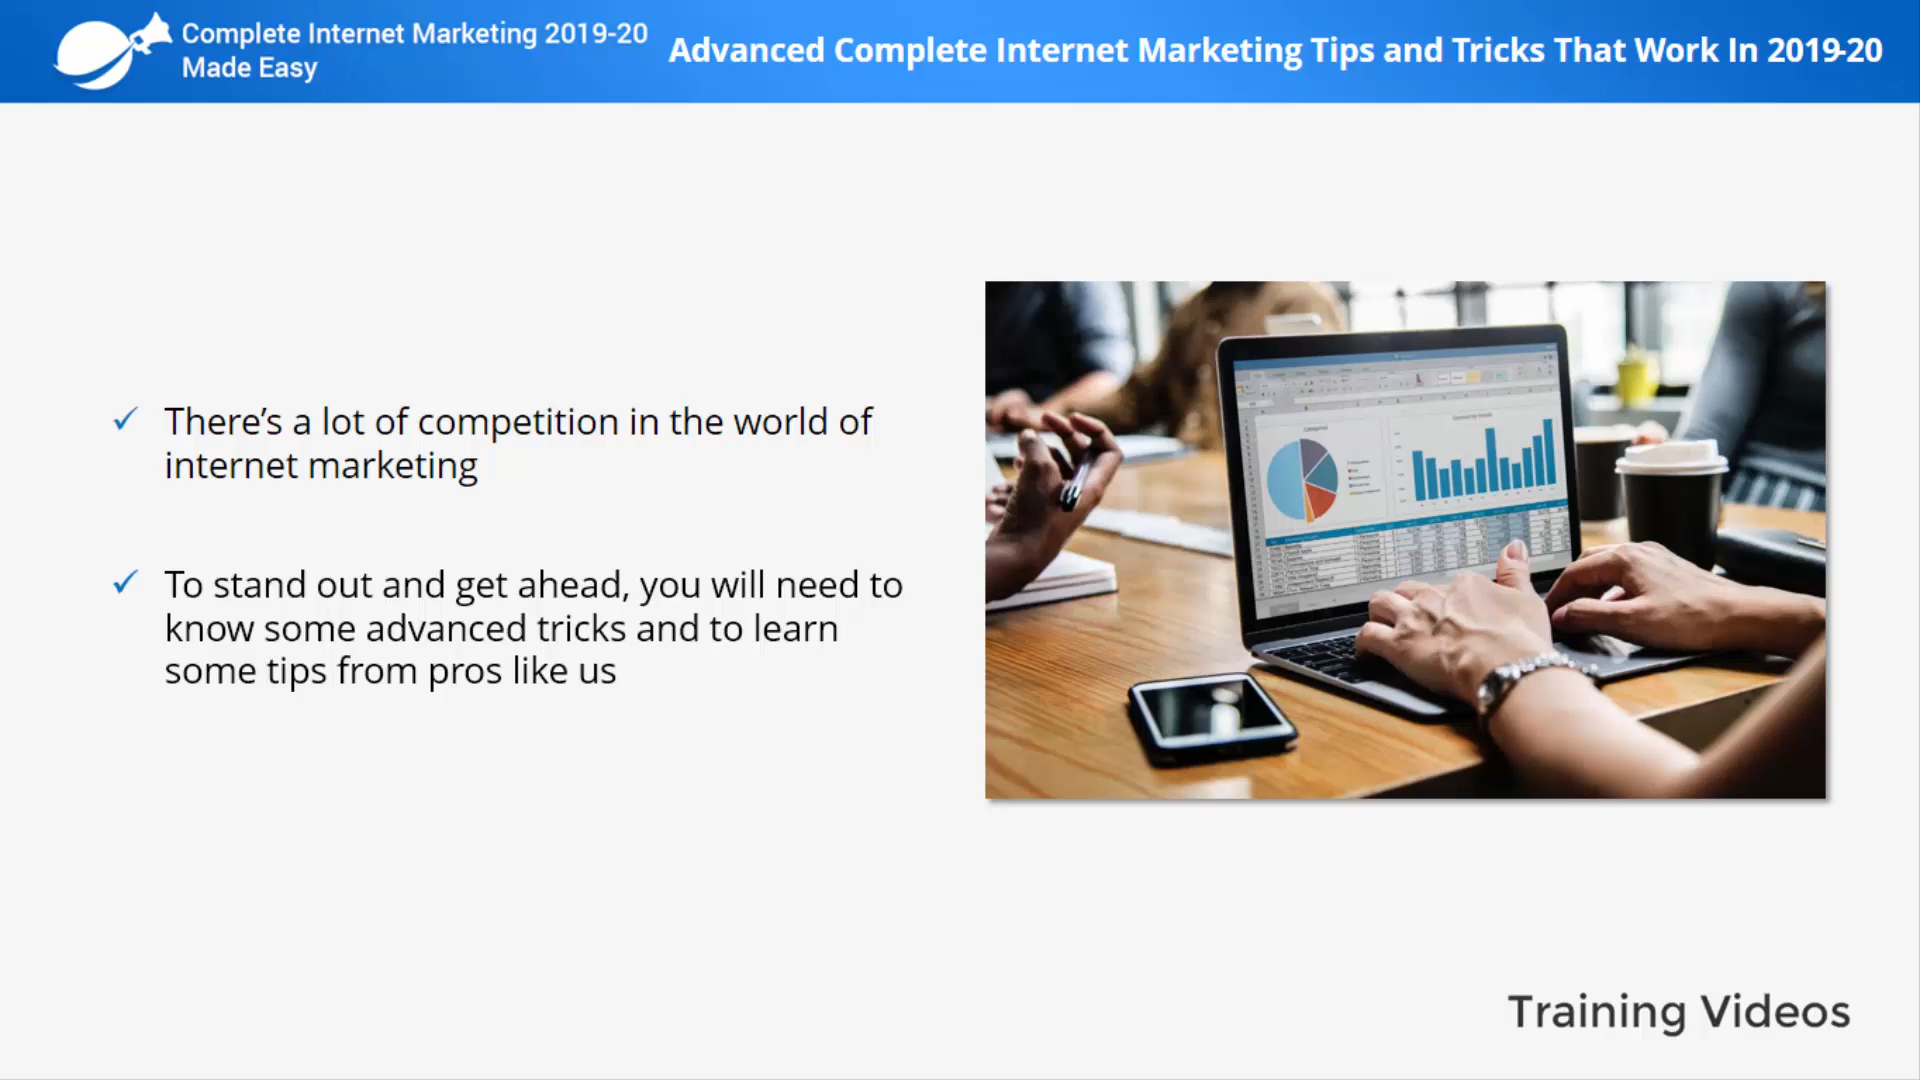 Complete Internet Marketing 2019-20
Made Easy
Advanced Complete Internet Marketing Tips and Tricks That Work In 2019-20
There’s a lot of competition in the world of
internet marketing
To stand out and get ahead, you will need to
know some advanced tricks and to learn
some tips from pros like us
Training Videos